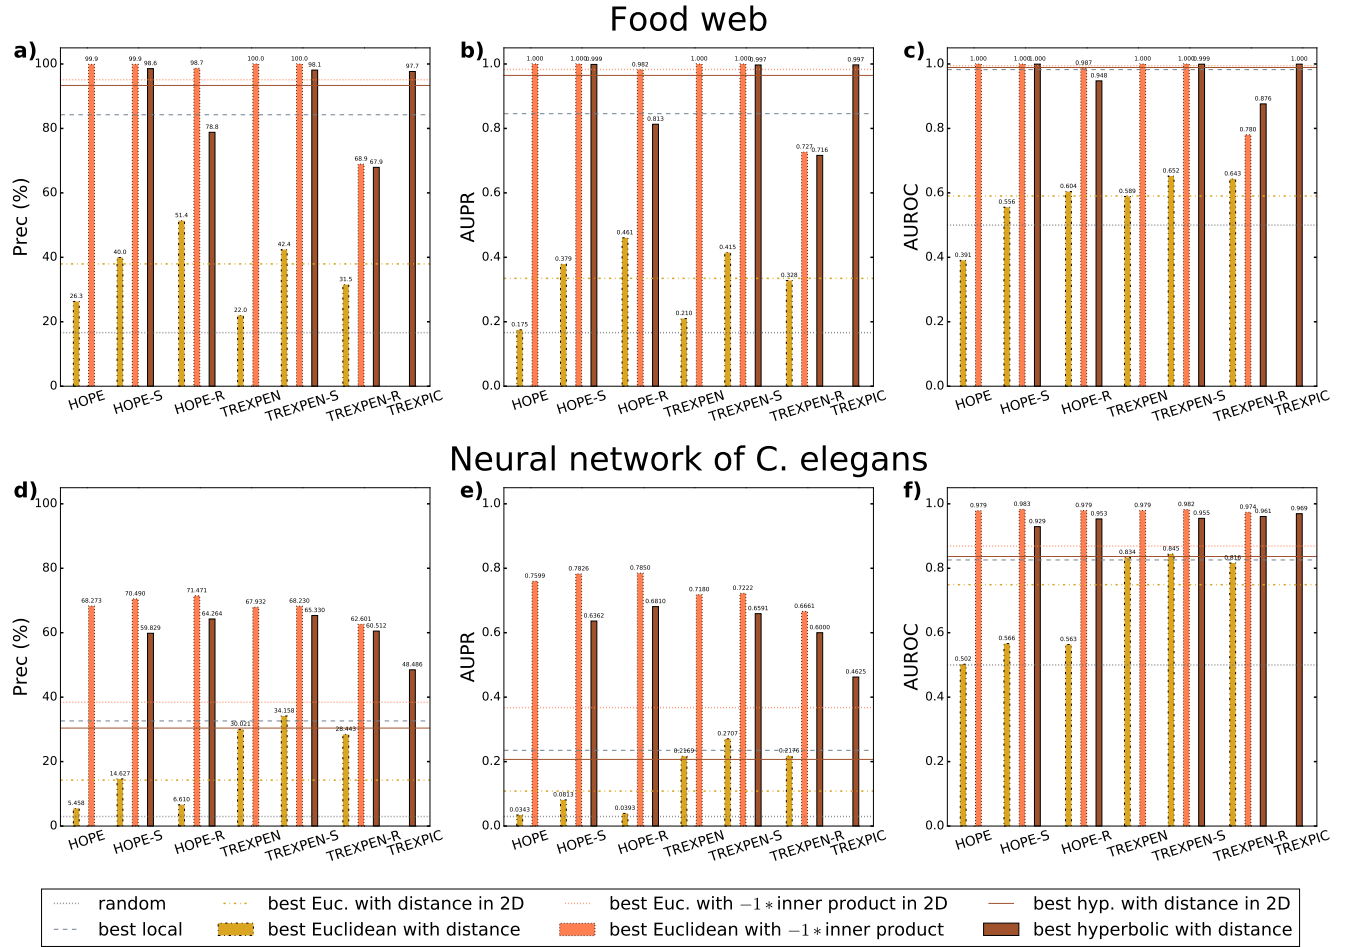 Food web
a)
Prec (%)
100
80
60
40
20
0
99.9
99.9
98.6
98.7
100.0
100.0
98.1
97.7
78.8
68.9
67.9
51.4
40.0
42.4
26.3
22.0
31.5
HOPE
HOPE-S
HOPE-R
TREXPEN
TREXPEN-S
TREXPEN-R
TREXPIC
b)
AUPR
1.0
0.8
0.6
0.4
0.2
0.0
1.000
1.000
0.999
0.982
1.000
1.000
0.997
0.997
0.813
0.727
0.716
0.461
0.379
0.415
0.328
0.175
0.210
HOPE
HOPE-S
HOPE-R
TREXPEN
TREXPEN-S
TREXPEN-R
TREXPIC
c)
AUROC
1.0
0.8
0.6
0.4
0.2
0.0
1.000
1.000
1.000
0.987
0.948
1.000
1.000
0.999
1.000
0.876
0.780
0.391
0.556
0.604
0.589
0.652
0.643
HOPE
HOPE-S
HOPE-R
TREXPEN
TREXPEN-S
TREXPEN-R
TREXPIC
Neural network of C. elegans
d)
Prec (%)
100
80
60
40
20
0
68.273
70.490
59.829
71.471
64.264
67.932
68.230
65.330
62.601
60.512
48.486
5.458
14.627
6.610
30.021
34.158
28.443
HOPE
HOPE-S
HOPE-R
TREXPEN
TREXPEN-S
TREXPEN-R
TREXPIC
e)
AUPR
1.0
0.8
0.6
0.4
0.2
0.0
0.7599
0.7826
0.6362
0.7850
0.6810
0.7180
0.7222
0.6591
0.6661
0.6000
0.4625
0.0343
0.0813
0.0393
0.2169
0.2707
0.2176
HOPE
HOPE-S
HOPE-R
TREXPEN
TREXPEN-S
TREXPEN-R
TREXPIC
f)
AUROC
1.0
0.8
0.6
0.4
0.2
0.0
0.979
0.983
0.929
0.979
0.953
0.979
0.982
0.955
0.974
0.961
0.969
0.502
0.566
0.563
0.834
0.845
0.816
HOPE
HOPE-S
HOPE-R
TREXPEN
TREXPEN-S
TREXPEN-R
TREXPIC
random
best Euc. with distance in 2D
best Euc. with −1∗inner product in 2D
best hyp. with distance in 2D
best local
best Euclidean with distance
best Euclidean with −1∗inner product
best hyperbolic with distance